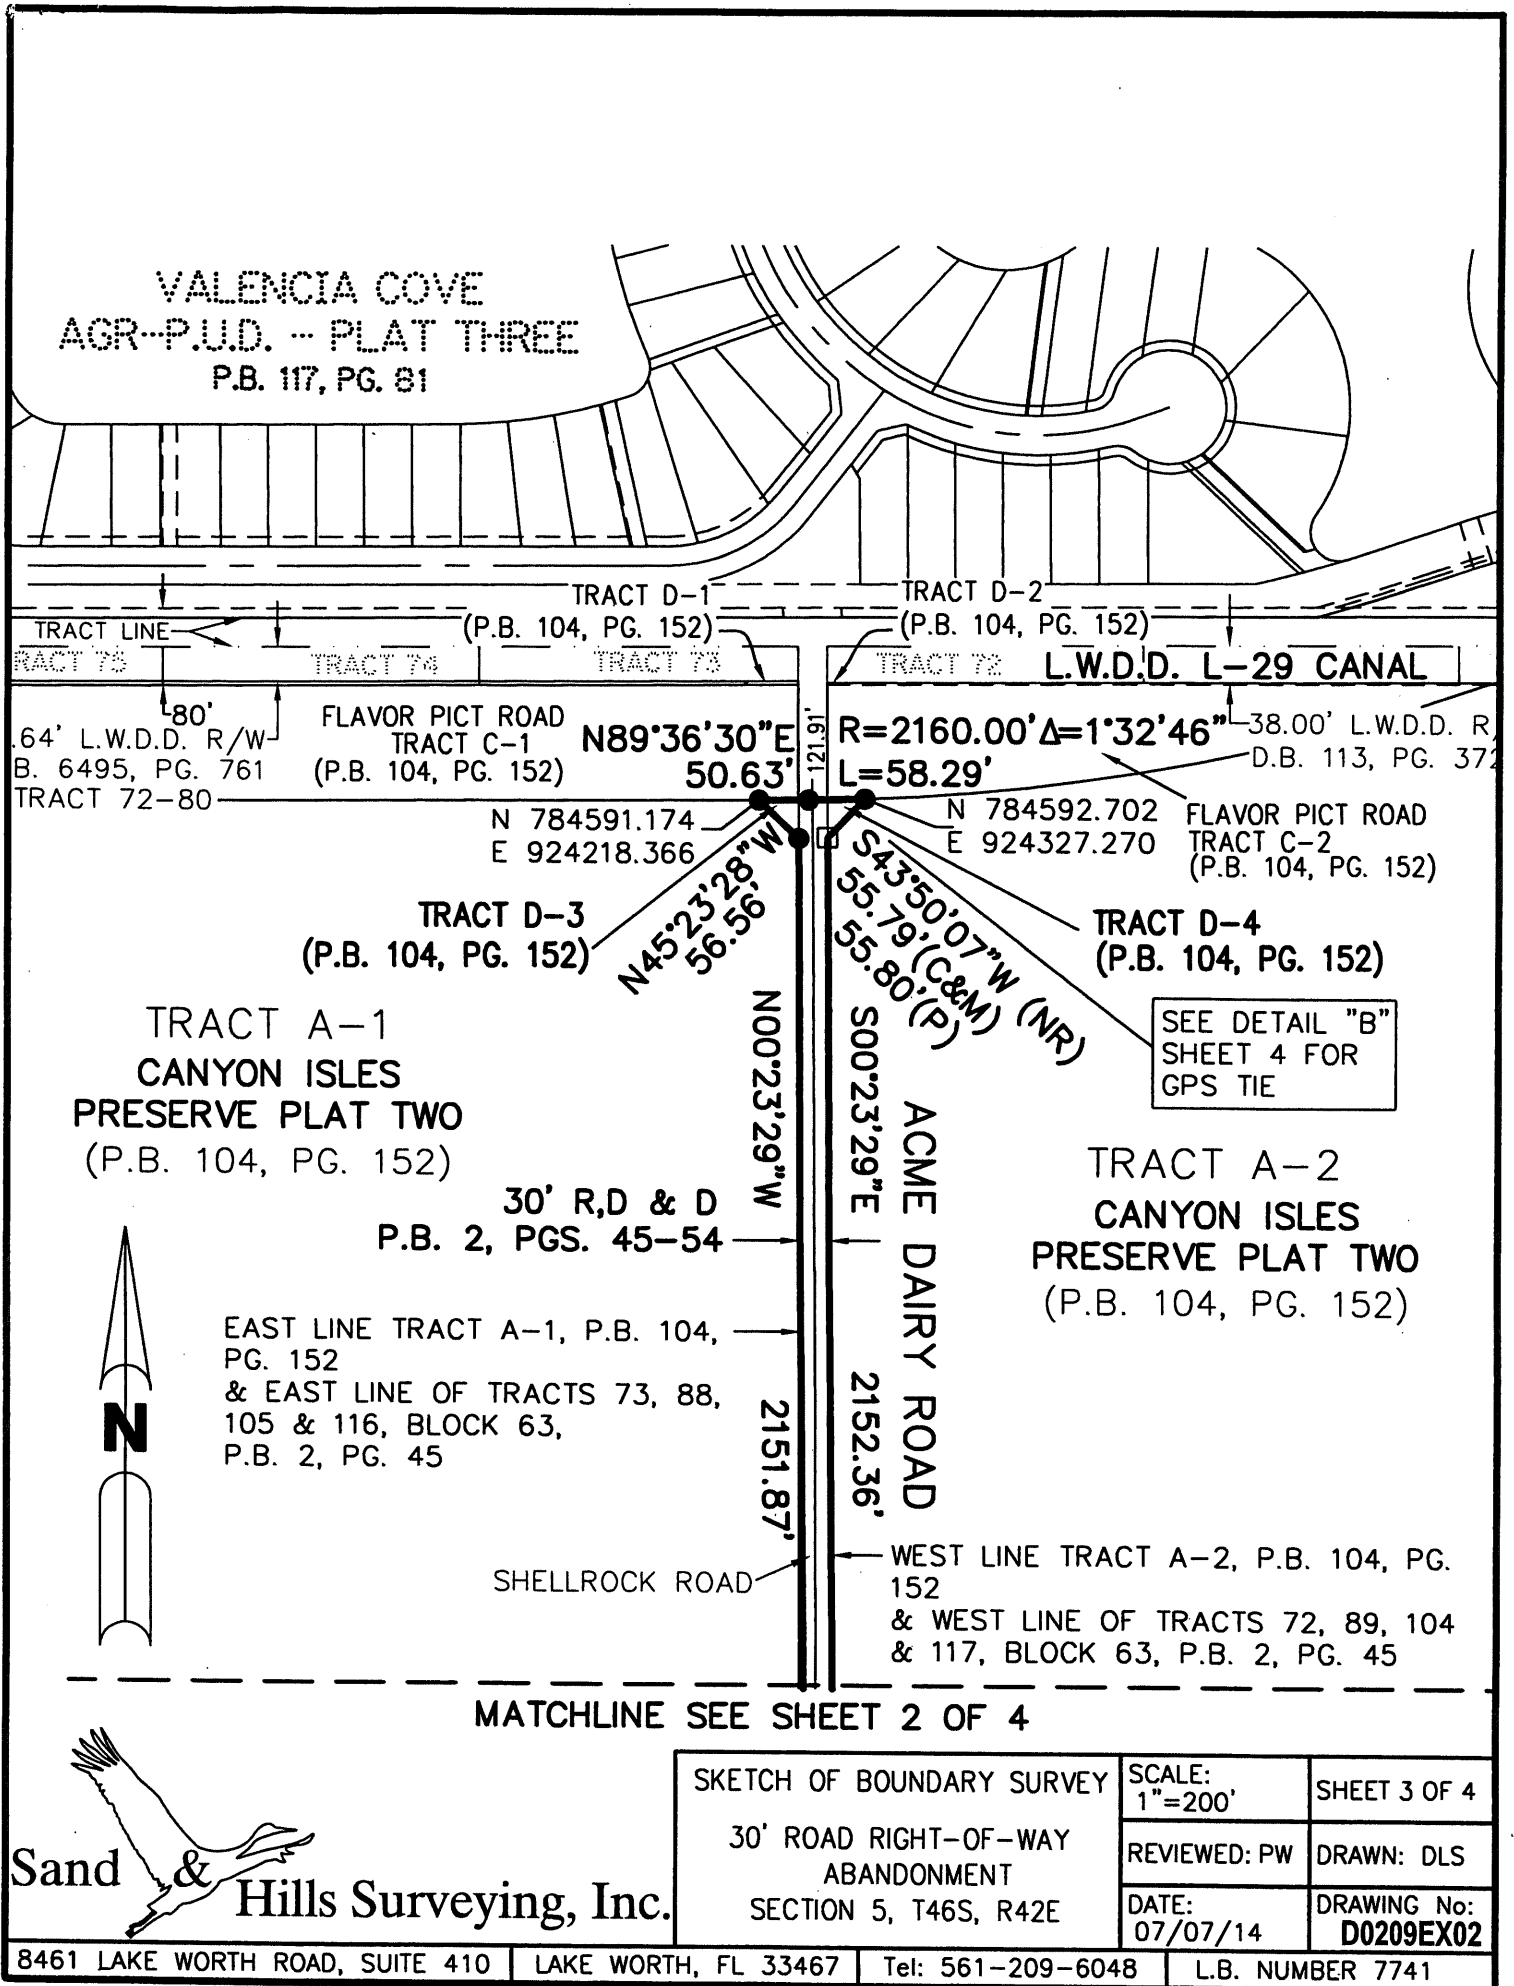 VALENCIA COVE
AGR-P.U.D. - PLAT THREE
P.B. 117, PG. 81
TRACT D-1
(P.B. 104, PG. 152)
TRACT D-2
(P.B. 104, PG. 152)
TRACT LINE
RACT 75
TRACT 74
TRACT 73
TRACT 72
L.W.D.D. L-29 CANAL
80'
.64' L.W.D.D. R/W
B. 6495, PG. 761
TRACT 72-80
FLAVOR PICT ROAD
TRACT C-1
(P.B. 104, PG. 152)
N89°36'30"E
50.63'
121.91'
R=2160.00' Δ=1°32'46"
L=58.29'
38.00' L.W.D.D. R
D.B. 113, PG. 372
N 784591.174
E 924218.366
N 784592.702
E 924327.270
FLAVOR PICT ROAD
TRACT C-2
(P.B. 104, PG. 152)
TRACT D-3
(P.B. 104, PG. 152)
N45°23'28"W
56.56'
S43°50'07"W (NR)
55.79'(C&M)
55.80'(P)
TRACT D-4
(P.B. 104, PG. 152)
SEE DETAIL "B"
SHEET 4 FOR
GPS TIE
TRACT A-1
CANYON ISLES
PRESERVE PLAT TWO
(P.B. 104, PG. 152)
N00°23'29"W
2151.87'
S00°23'29"E
2152.36'
ACME DAIRY ROAD
TRACT A-2
CANYON ISLES
PRESERVE PLAT TWO
(P.B. 104, PG. 152)
30' R,D & D
P.B. 2, PGS. 45-54
EAST LINE TRACT A-1, P.B. 104,
PG. 152
& EAST LINE OF TRACTS 73, 88,
105 & 116, BLOCK 63,
P.B. 2, PG. 45
N
SHELLROCK ROAD
WEST LINE TRACT A-2, P.B. 104, PG.
152
& WEST LINE OF TRACTS 72, 89, 104
& 117, BLOCK 63, P.B. 2, PG. 45
MATCHLINE SEE SHEET 2 OF 4
Sand & Hills Surveying, Inc.
SKETCH OF BOUNDARY SURVEY
30' ROAD RIGHT-OF-WAY
ABANDONMENT
SECTION 5, T46S, R42E
SCALE:
1"=200'
SHEET 3 OF 4
REVIEWED: PW
DRAWN: DLS
DATE:
07/07/14
DRAWING No:
D0209EX02
8461 LAKE WORTH ROAD, SUITE 410
LAKE WORTH, FL 33467
Tel: 561-209-6048
L.B. NUMBER 7741